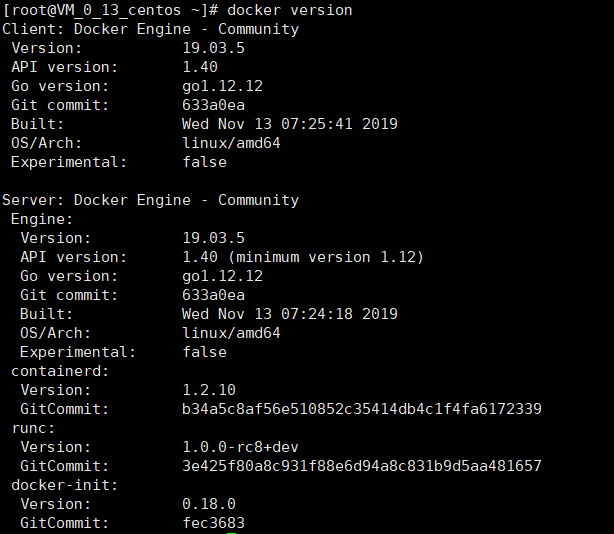 [root@VM_0_13_centos ~]# docker version
Client: Docker Engine - Community
 Version:           19.03.5
 API version:       1.40
 Go version:        go1.12.12
 Git commit:        633a0ea
 Built:             Wed Nov 13 07:25:41 2019
 OS/Arch:           linux/amd64
 Experimental:      false

Server: Docker Engine - Community
 Engine:
  Version:          19.03.5
  API version:      1.40 (minimum version 1.12)
  Go version:       go1.12.12
  Git commit:       633a0ea
  Built:            Wed Nov 13 07:24:18 2019
  OS/Arch:          linux/amd64
  Experimental:     false
 containerd:
  Version:          1.2.10
  GitCommit:        b34a5c8af56e510852c35414db4c1f4fa6172339
 runc:
  Version:          1.0.0-rc8+dev
  GitCommit:        3e425f80a8c931f88e6d94a8c831b9d5aa481657
 docker-init:
  Version:          0.18.0
  GitCommit:        fec3683